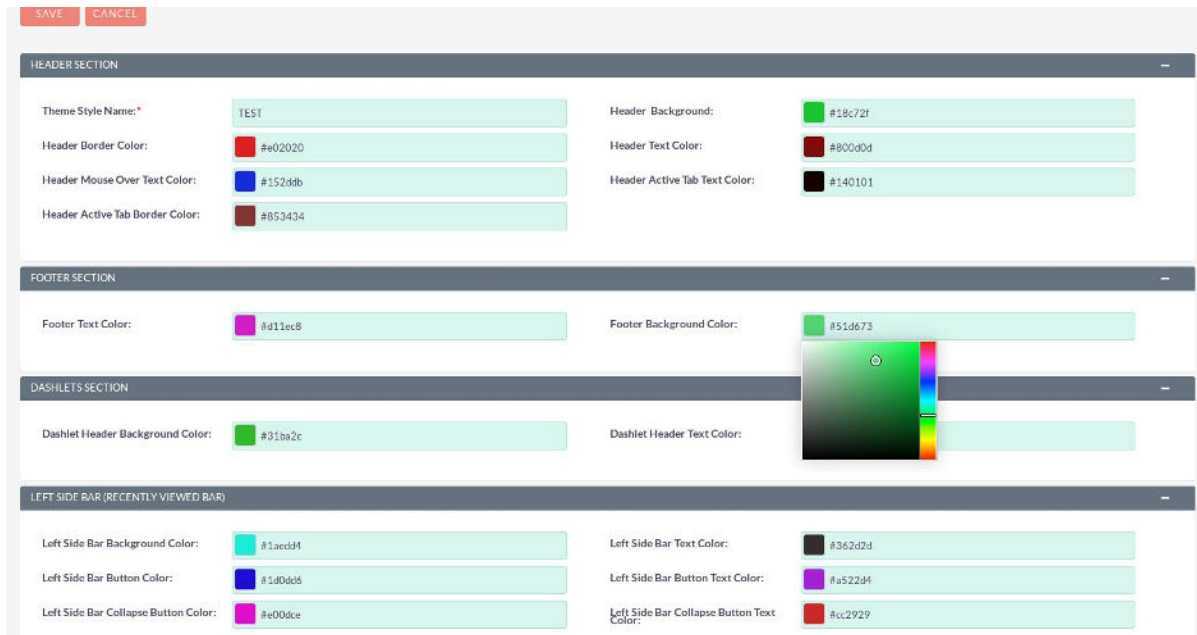 SAVE CANCEL
HEADER SECTION
Theme Style Name:* TEST Header Background: #18c72f
Header Border Color: #e02020 Header Text Color: #800d0d
Header Mouse Over Text Color: #152ddb Header Active Tab Text Color: #140101
Header Active Tab Border Color: #853434
FOOTER SECTION
Footer Text Color: #d11ec8 Footer Background Color: #51d673
DASHLETS SECTION
Dashlet Header Background Color: #31ba2c Dashlet Header Text Color:
LEFT SIDE BAR (RECENTLY VIEWED BAR)
Left Side Bar Background Color: #1aedd4 Left Side Bar Text Color: #362d2d
Left Side Bar Button Color: #1d0dd6 Left Side Bar Button Text Color: #a522d4
Left Side Bar Collapse Button Color: #e00dce Left Side Bar Collapse Button Text Color: #cc2929